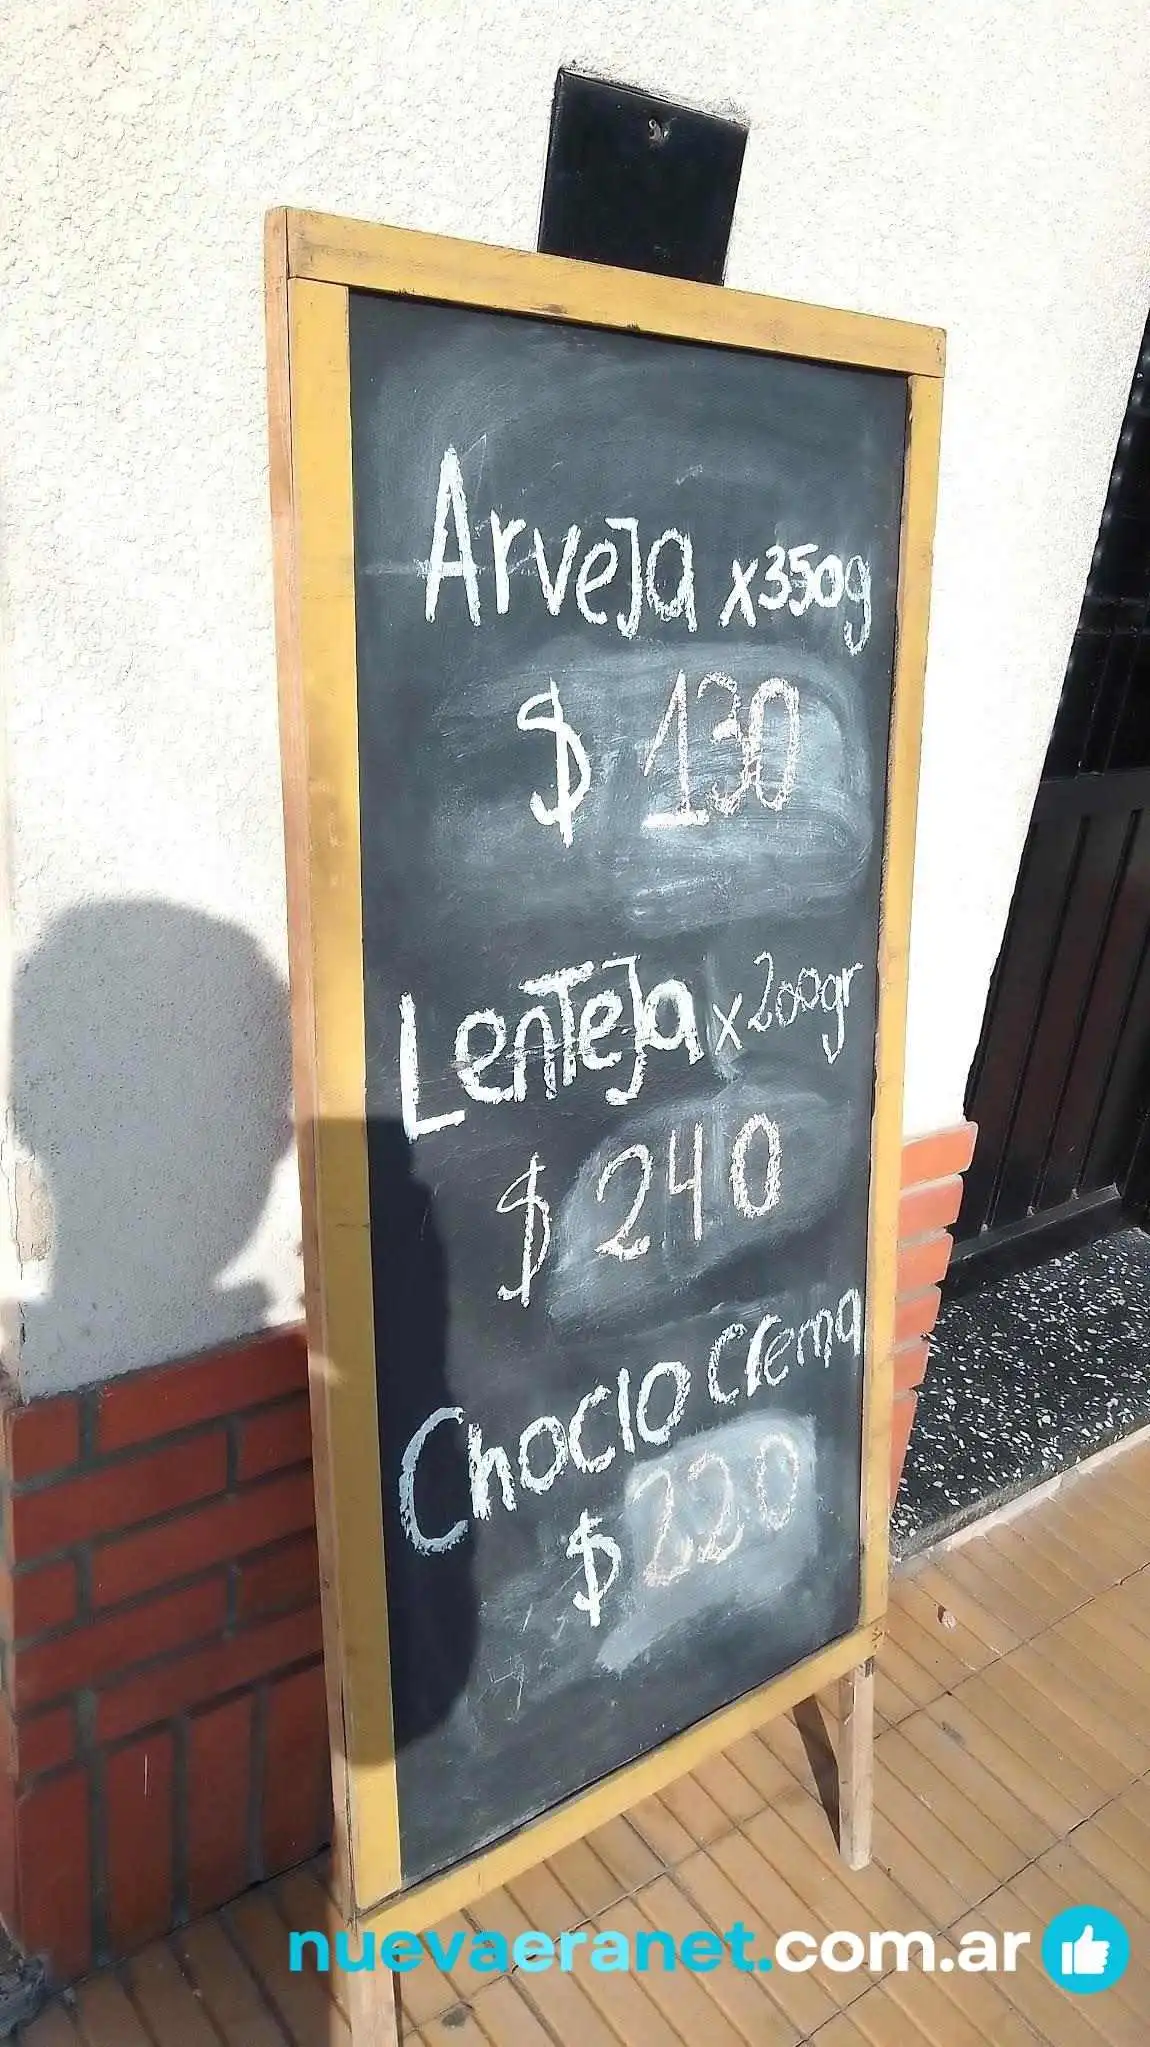 Arveja x350g
$ 130
Lenteja x200gr
$ 240
Choclo Crema
$ 220
nuevaeranet.com.ar